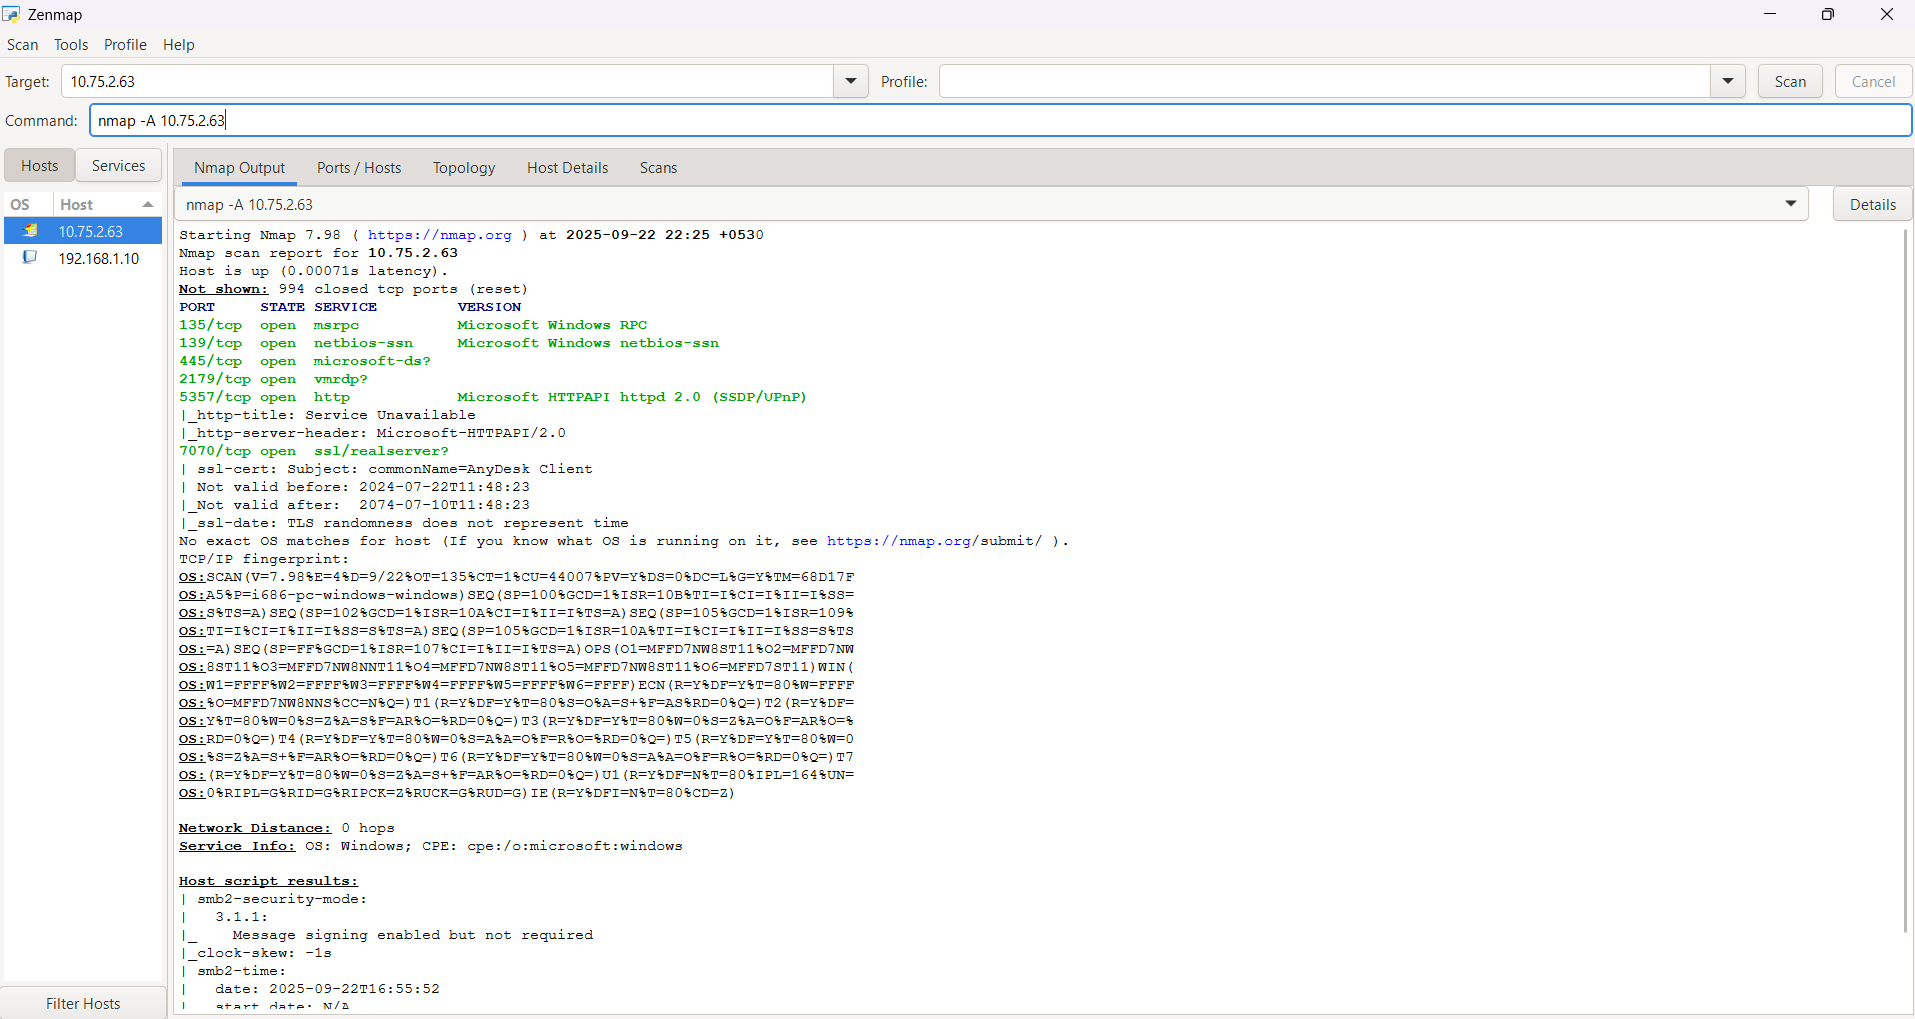 Zenmap
Scan Tools Profile Help
Target: 10.75.2.63 Profile: Scan Cancel
Command: nmap -A 10.75.2.63
Hosts Services
OS Host
10.75.2.63
192.168.1.10
Filter Hosts
Nmap Output Ports / Hosts Topology Host Details Scans
nmap -A 10.75.2.63 Details
Starting Nmap 7.98 ( https://nmap.org ) at 2025-09-22 22:25 +0530
Nmap scan report for 10.75.2.63
Host is up (0.00071s latency).
Not shown: 994 closed tcp ports (reset)
PORT     STATE SERVICE         VERSION
135/tcp  open  msrpc           Microsoft Windows RPC
139/tcp  open  netbios-ssn     Microsoft Windows netbios-ssn
445/tcp  open  microsoft-ds?
2179/tcp open  vmrdp?
5357/tcp open  http            Microsoft HTTPAPI httpd 2.0 (SSDP/UPnP)
|_http-title: Service Unavailable
|_http-server-header: Microsoft-HTTPAPI/2.0
7070/tcp open  ssl/realserver?
| ssl-cert: Subject: commonName=AnyDesk Client
| Not valid before: 2024-07-22T11:48:23
|_Not valid after:  2074-07-10T11:48:23
|_ssl-date: TLS randomness does not represent time
No exact OS matches for host (If you know what OS is running on it, see https://nmap.org/submit/ ).
TCP/IP fingerprint:
OS:SCAN(V=7.98%E=4%D=9/22%OT=135%CT=1%CU=44007%PV=Y%DS=0%DC=L%G=Y%TM=68D17F
OS:A5%P=i686-pc-windows-windows)SEQ(SP=100%GCD=1%ISR=10B%TI=I%CI=I%II=I%SS=
OS:S%TS=A)SEQ(SP=102%GCD=1%ISR=10A%CI=I%II=I%TS=A)SEQ(SP=105%GCD=1%ISR=109%
OS:TI=I%CI=I%II=I%SS=S%TS=A)SEQ(SP=105%GCD=1%ISR=10A%TI=I%CI=I%II=I%SS=S%TS
OS:=A)SEQ(SP=FF%GCD=1%ISR=107%CI=I%II=I%TS=A)OPS(O1=MFFD7NW8ST11%O2=MFFD7NW
OS:8ST11%O3=MFFD7NW8NNT11%O4=MFFD7NW8ST11%O5=MFFD7NW8ST11%O6=MFFD7ST11)WIN(
OS:W1=FFFF%W2=FFFF%W3=FFFF%W4=FFFF%W5=FFFF%W6=FFFF)ECN(R=Y%DF=Y%T=80%W=FFFF
OS:%O=MFFD7NW8NNS%CC=N%Q=)T1(R=Y%DF=Y%T=80%S=O%A=S+%F=AS%RD=0%Q=)T2(R=Y%DF=
OS:Y%T=80%W=0%S=Z%A=S%F=AR%O=%RD=0%Q=)T3(R=Y%DF=Y%T=80%W=0%S=Z%A=O%F=AR%O=%
OS:RD=0%Q=)T4(R=Y%DF=Y%T=80%W=0%S=A%A=O%F=R%O=%RD=0%Q=)T5(R=Y%DF=Y%T=80%W=0
OS:%S=Z%A=S+%F=AR%O=%RD=0%Q=)T6(R=Y%DF=Y%T=80%W=0%S=A%A=O%F=R%O=%RD=0%Q=)T7
OS:(R=Y%DF=Y%T=80%W=0%S=Z%A=S+%F=AR%O=%RD=0%Q=)U1(R=Y%DF=N%T=80%IPL=164%UN=
OS:0%RIPL=G%RID=G%RIPCK=Z%RUCK=G%RUD=G)IE(R=Y%DFI=N%T=80%CD=Z)
Network Distance: 0 hops
Service Info: OS: Windows; CPE: cpe:/o:microsoft:windows
Host script results:
| smb2-security-mode:
|   3.1.1:
|_    Message signing enabled but not required
|_clock-skew: -1s
| smb2-time:
|   date: 2025-09-22T16:55:52
|   start date: N/A